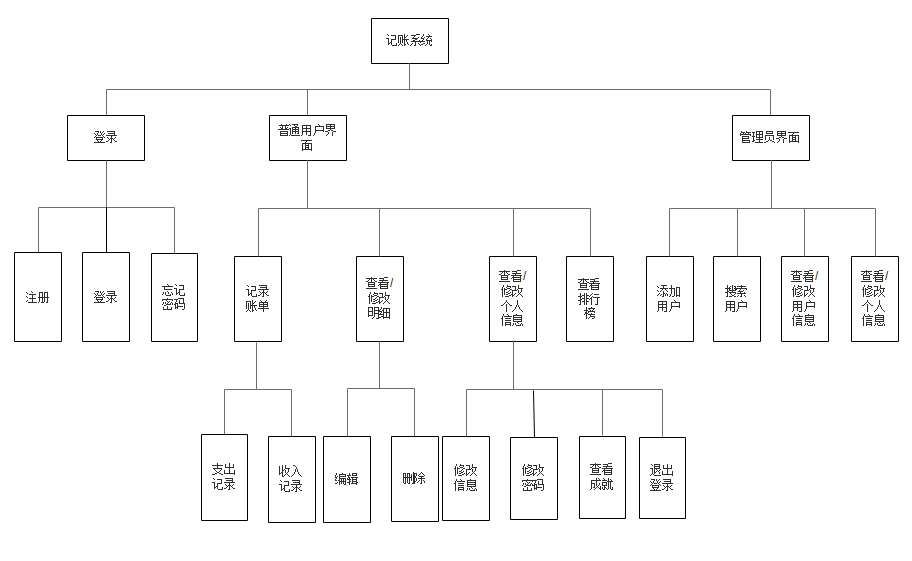 记账系统
登录
普通用户界
面
管理员界面
注册
登录
忘记
密码
记录
账单
查看/
修改
明细
查看/
修改
个人
信息
查看
排行
榜
添加
用户
搜索
用户
查看/
修改
用户
信息
查看/
修改
个人
信息
支出
记录
收入
记录
编辑
删除
修改
信息
修改
密码
查看
成就
退出
登录